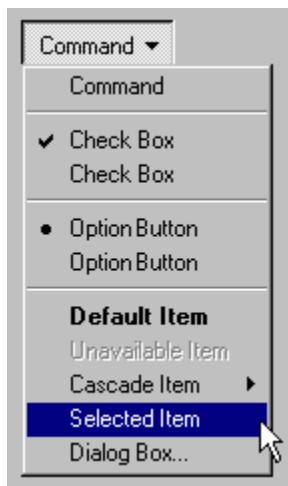 Command
Command
Check Box
Check Box
Option Button
Option Button
Default Item
Unavailable Item
Cascade Item
Selected Item
Dialog Box...